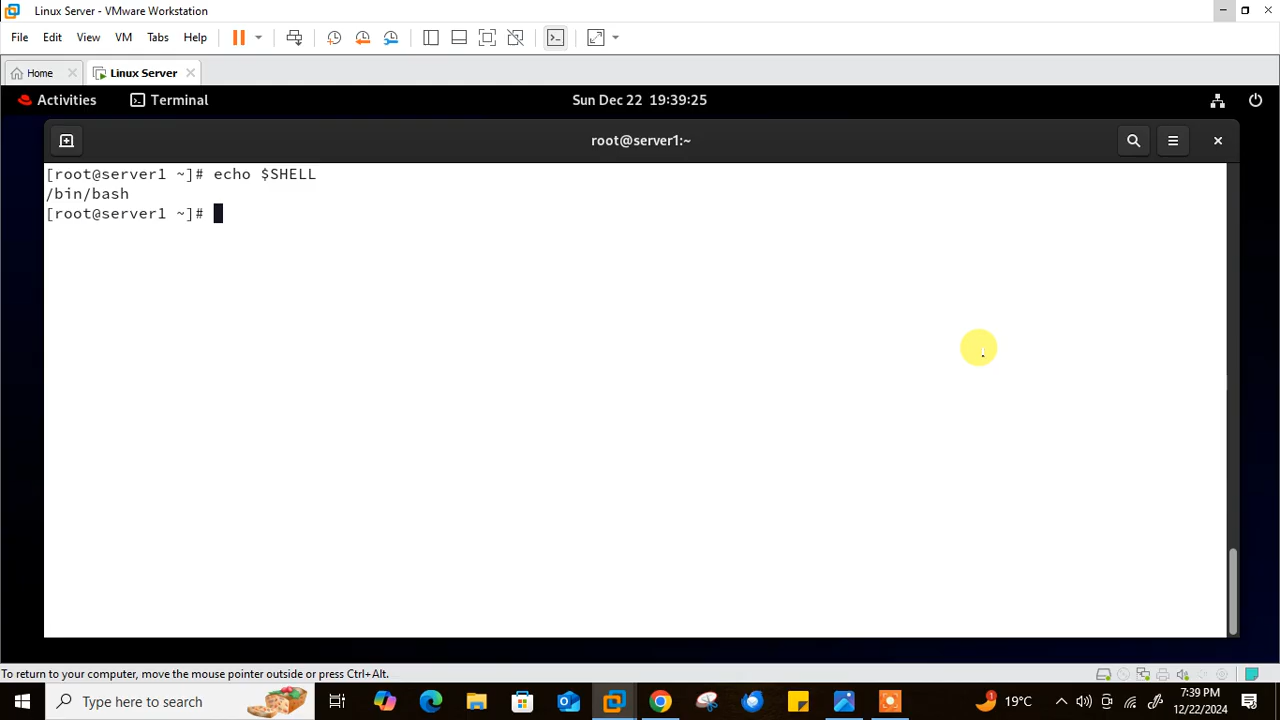 Linux Server - VMware Workstation
File Edit View VM Tabs Help
Home Linux Server
Activities Terminal Sun Dec 22 19:39:25
root@server1:~
[root@server1 ~]# echo $SHELL
/bin/bash
[root@server1 ~]#
To return to your computer, move the mouse pointer outside or press Ctrl+Alt.
Type here to search
1
19°C
7:39 PM
12/22/2024